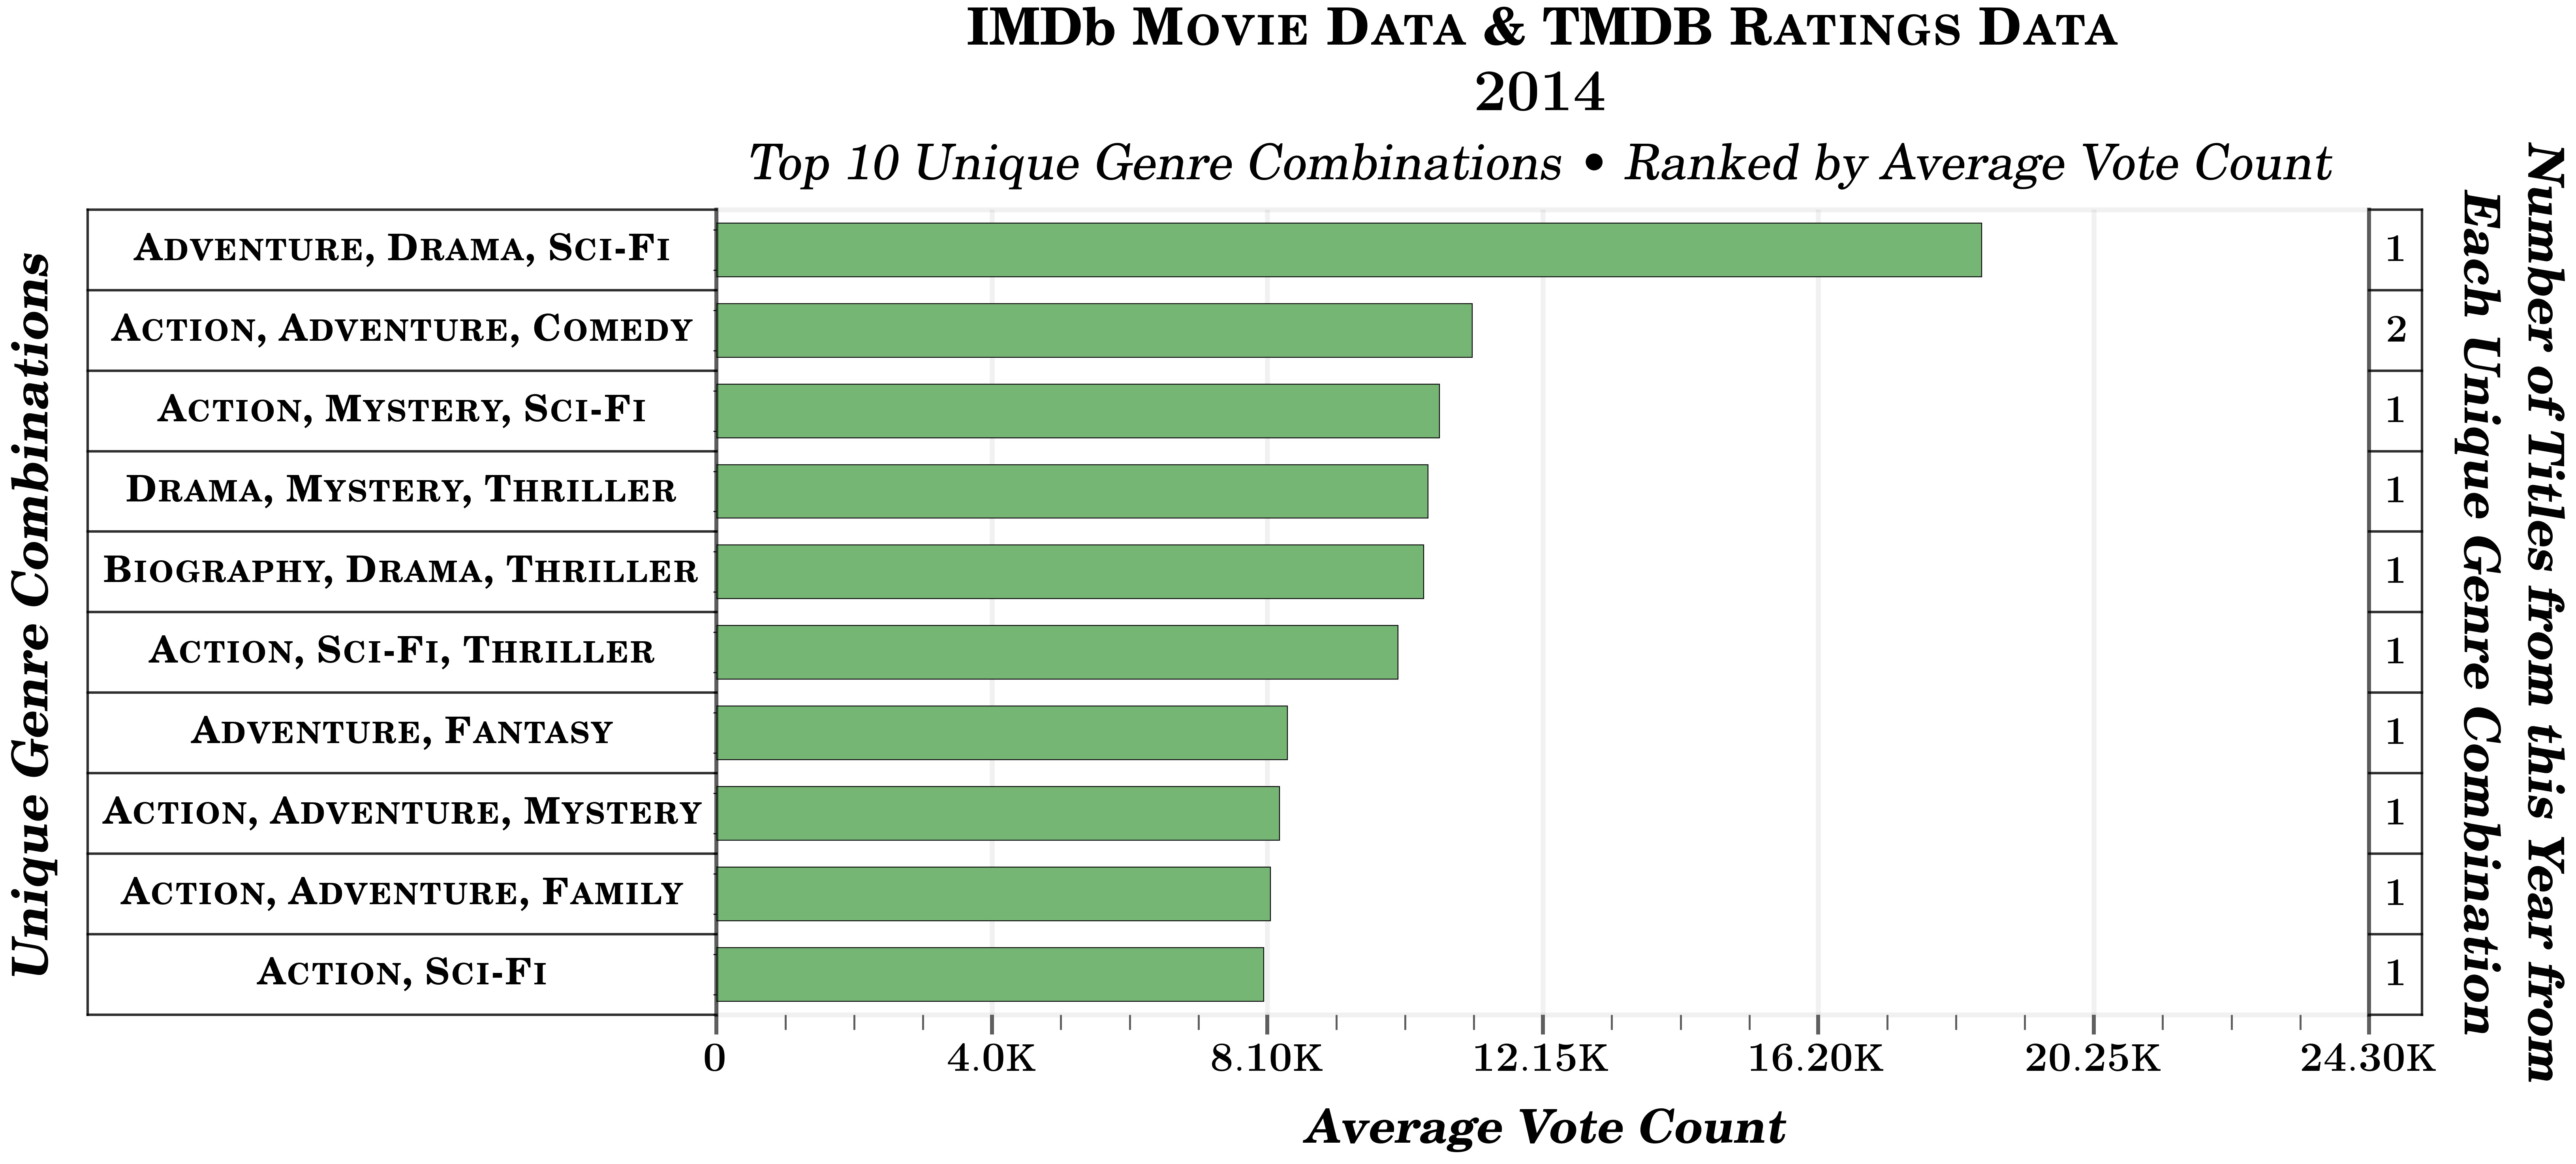 IMDb MOVIE DATA & TMDB RATINGS DATA
2014
Top 10 Unique Genre Combinations • Ranked by Average Vote Count
Unique Genre Combinations
ADVENTURE, DRAMA, SCI-FI 1
ACTION, ADVENTURE, COMEDY 2
ACTION, MYSTERY, SCI-FI 1
DRAMA, MYSTERY, THRILLER 1
BIOGRAPHY, DRAMA, THRILLER 1
ACTION, SCI-FI, THRILLER 1
ADVENTURE, FANTASY 1
ACTION, ADVENTURE, MYSTERY 1
ACTION, ADVENTURE, FAMILY 1
ACTION, SCI-FI 1
0 4.0K 8.10K 12.15K 16.20K 20.25K 24.30K
Average Vote Count
Number of Titles from this Year from
Each Unique Genre Combination